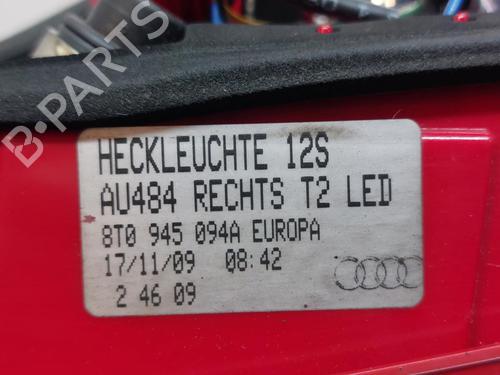 B-PARTS
HECKLEUCHTE 12S
AU484 RECHTS T2 LED
8T0 945 094A EUROPA
17/11/09 08:42
2 46 09